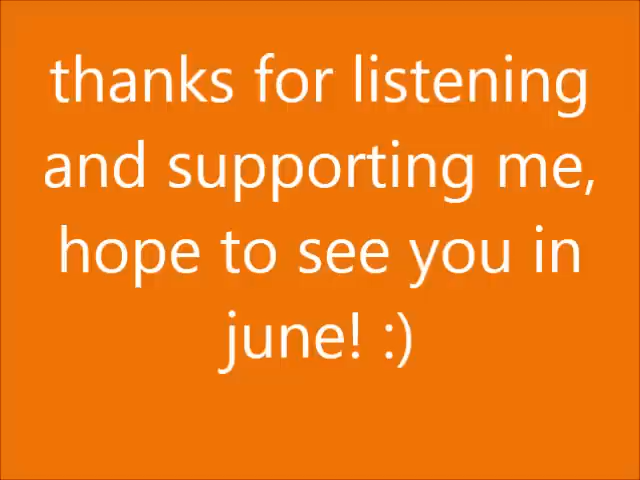 thanks for listening
and supporting me,
hope to see you in
june! :)